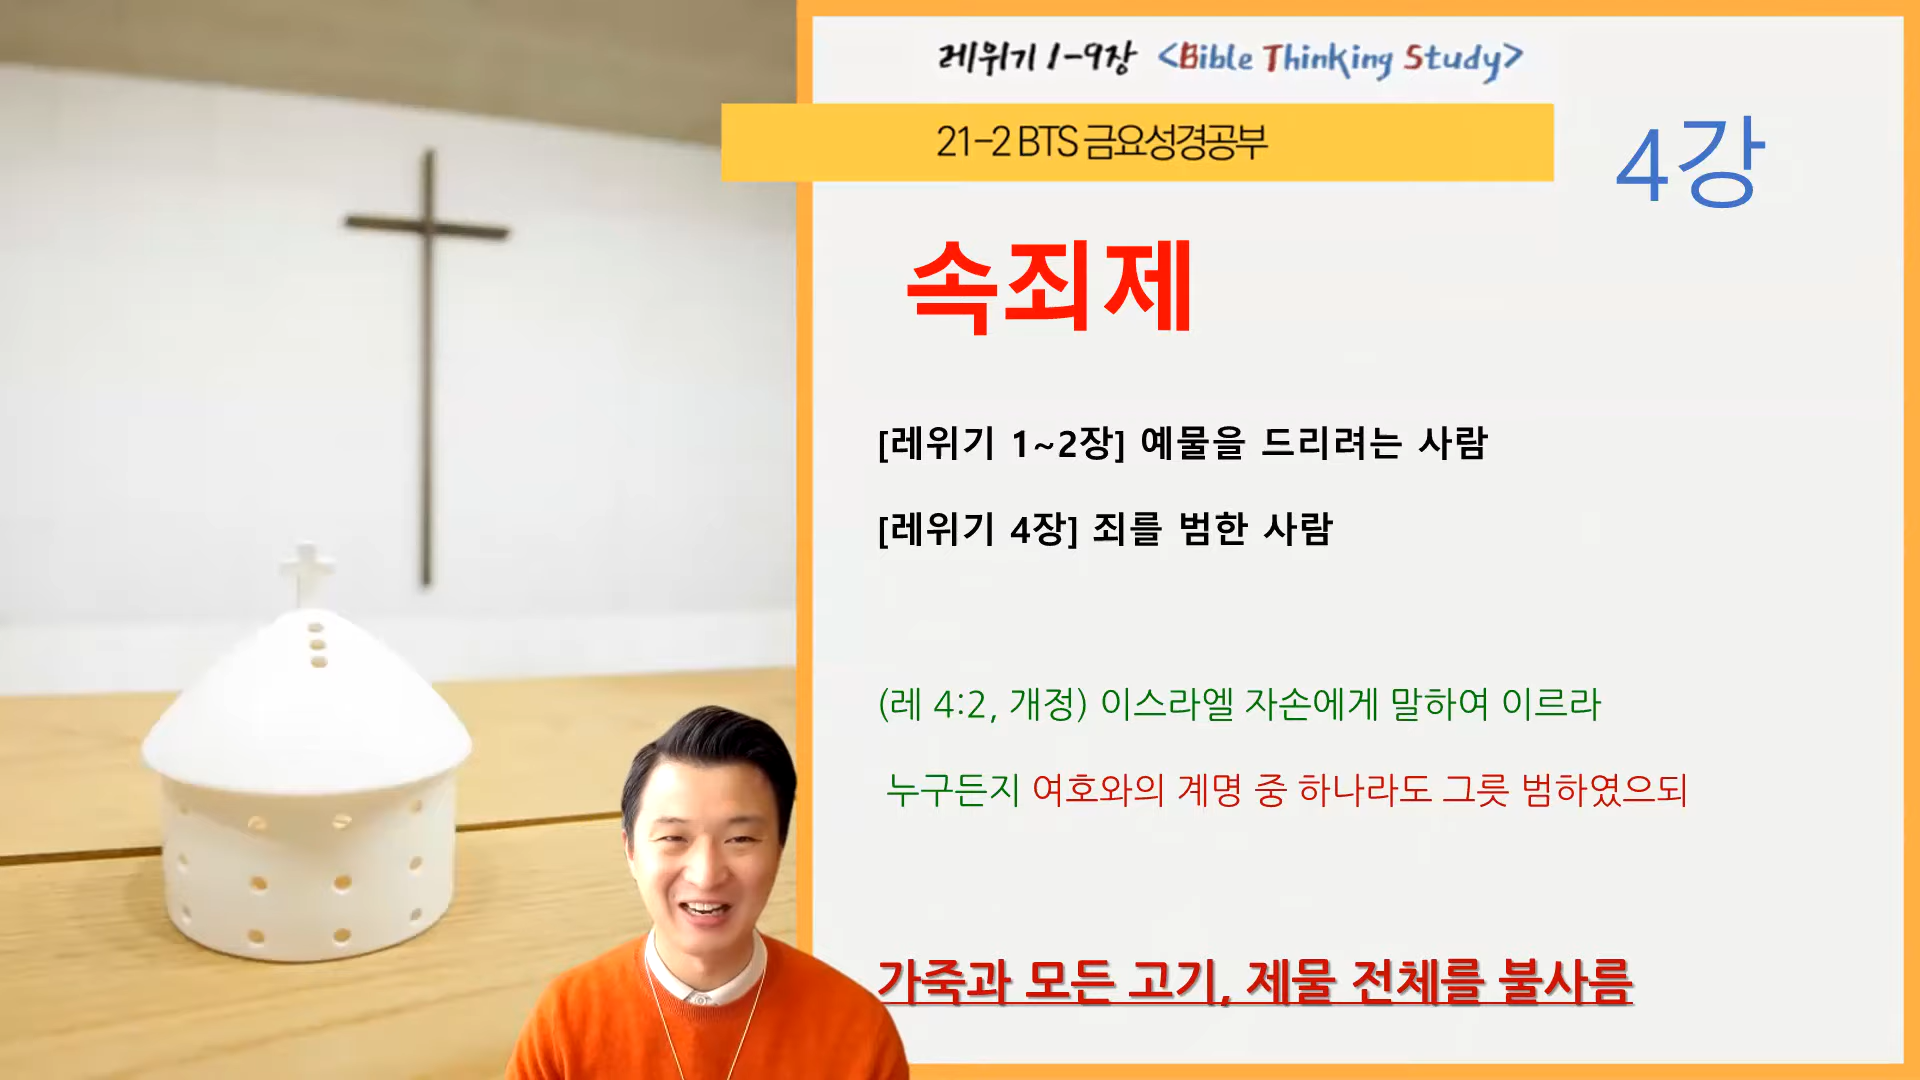 레위기 1-9장 <Bible Thinking Study>
21-2 BTS 금요성경공부
4강
속죄제
[레위기 1~2장] 예물을 드리려는 사람
[레위기 4장] 죄를 범한 사람
(레 4:2, 개정) 이스라엘 자손에게 말하여 이르라
누구든지 여호와의 계명 중 하나라도 그릇 범하였으되
가죽과 모든 고기, 제물 전체를 불사름